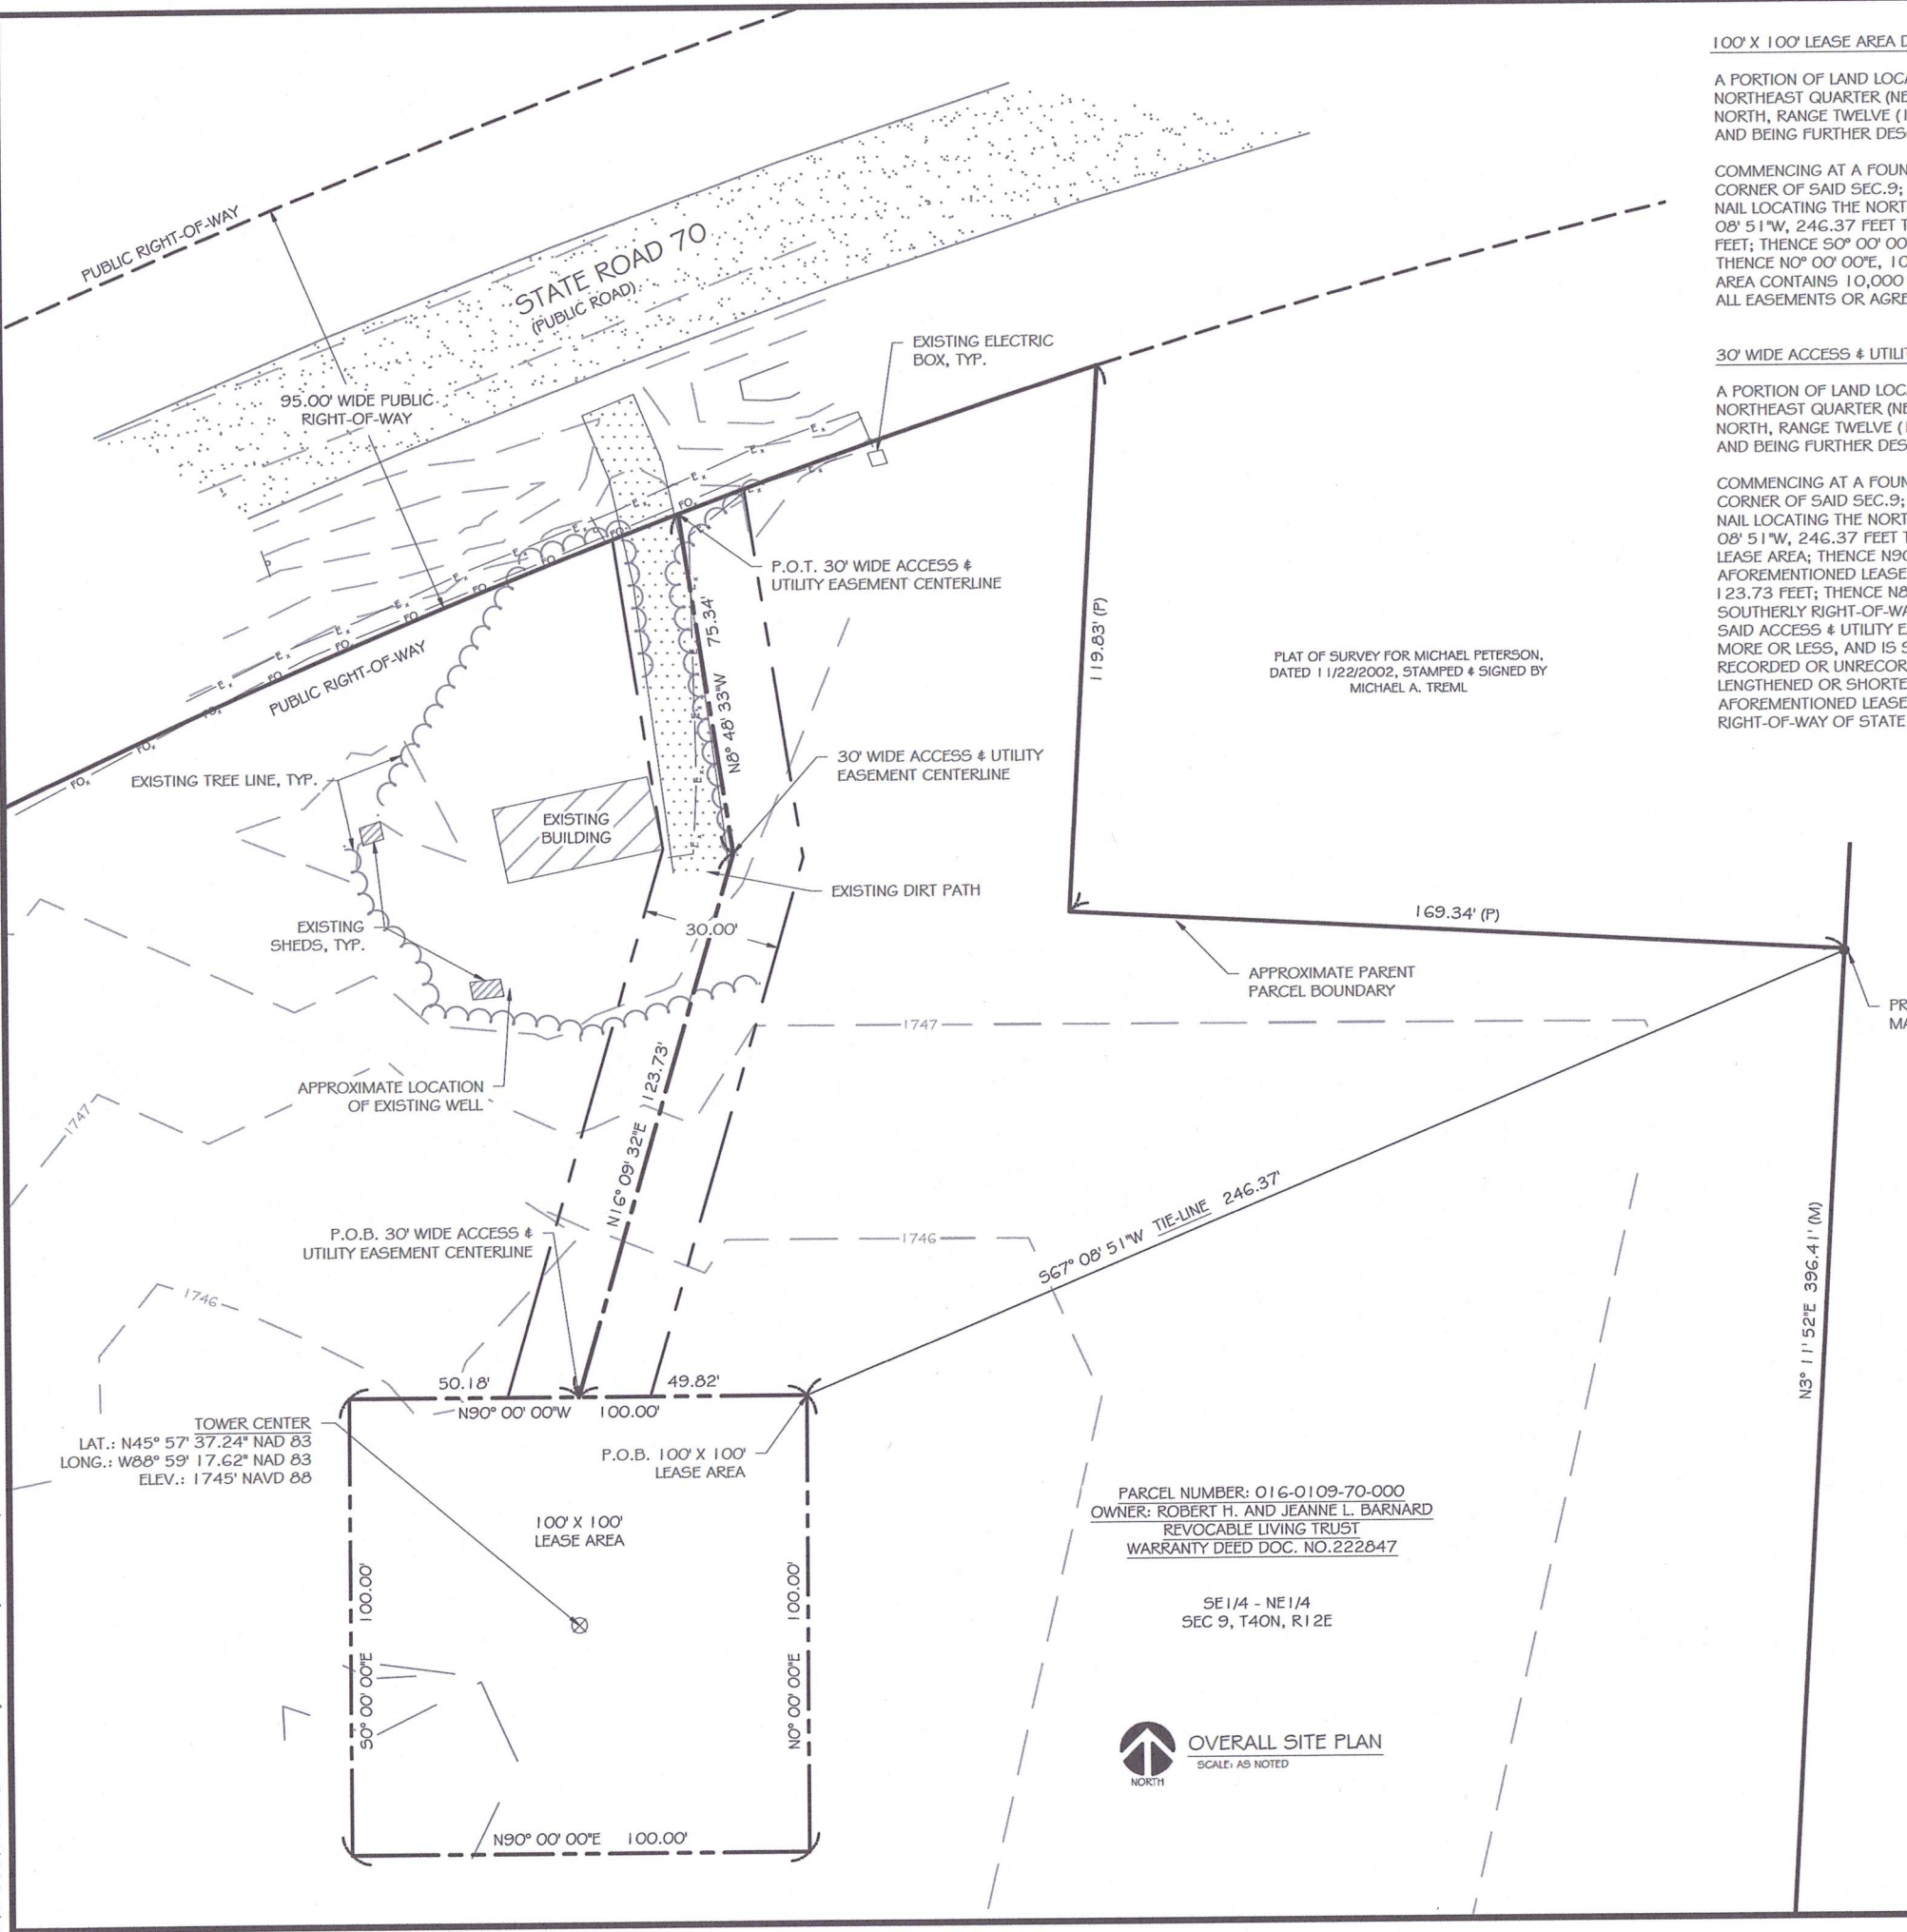 PUBLIC RIGHT-OF-WAY
STATE ROAD 70
(PUBLIC ROAD)
95.00' WIDE PUBLIC
RIGHT-OF-WAY
EXISTING ELECTRIC
BOX, TYP.
PUBLIC RIGHT-OF-WAY
P.O.T. 30' WIDE ACCESS &
UTILITY EASEMENT CENTERLINE
N8° 48' 33"W 75.34'
119.83' (P)
PLAT OF SURVEY FOR MICHAEL PETERSON,
DATED 11/22/2002, STAMPED & SIGNED BY
MICHAEL A. TREML
EXISTING TREE LINE, TYP.
30' WIDE ACCESS & UTILITY
EASEMENT CENTERLINE
EXISTING
BUILDING
EXISTING DIRT PATH
EXISTING
SHEDS, TYP.
30.00'
169.34' (P)
APPROXIMATE PARENT
PARCEL BOUNDARY
1747
APPROXIMATE LOCATION
OF EXISTING WELL
1747
N16° 09' 32"E 123.73'
P.O.B. 30' WIDE ACCESS &
UTILITY EASEMENT CENTERLINE
1746
S67° 08' 51"W TIE-LINE 246.37'
1746
N3° 11' 52"E 396.41' (M)
50.18'
49.82'
N90° 00' 00"W 100.00'
TOWER CENTER
LAT.: N45° 57' 37.24" NAD 83
LONG.: W88° 59' 17.62" NAD 83
ELEV.: 1745' NAVD 88
P.O.B. 100' X 100'
LEASE AREA
100' X 100'
LEASE AREA
S0° 00' 00"E 100.00'
N0° 00' 00"E 100.00'
N90° 00' 00"E 100.00'
PARCEL NUMBER: 016-0109-70-000
OWNER: ROBERT H. AND JEANNE L. BARNARD
REVOCABLE LIVING TRUST
WARRANTY DEED DOC. NO.222847
SE1/4 - NE1/4
SEC 9, T40N, R12E
NORTH
OVERALL SITE PLAN
SCALE: AS NOTED
100' X 100' LEASE AREA D
A PORTION OF LAND LOCA
NORTHEAST QUARTER (NE
NORTH, RANGE TWELVE (1
AND BEING FURTHER DES
COMMENCING AT A FOUN
CORNER OF SAID SEC.9;
NAIL LOCATING THE NORT
08' 51"W, 246.37 FEET T
FEET; THENCE S0° 00' 00
THENCE N0° 00' 00"E, 10
AREA CONTAINS 10,000
ALL EASEMENTS OR AGRE
30' WIDE ACCESS & UTILIT
A PORTION OF LAND LOCA
NORTHEAST QUARTER (NE
NORTH, RANGE TWELVE (1
AND BEING FURTHER DES
COMMENCING AT A FOUN
CORNER OF SAID SEC.9;
NAIL LOCATING THE NORT
08' 51"W, 246.37 FEET T
LEASE AREA; THENCE N90
AFOREMENTIONED LEASE
123.73 FEET; THENCE N8
SOUTHERLY RIGHT-OF-WA
SAID ACCESS & UTILITY E
MORE OR LESS, AND IS S
RECORDED OR UNRECOR
LENGTHENED OR SHORTE
AFOREMENTIONED LEASE
RIGHT-OF-WAY OF STATE
PR
MA